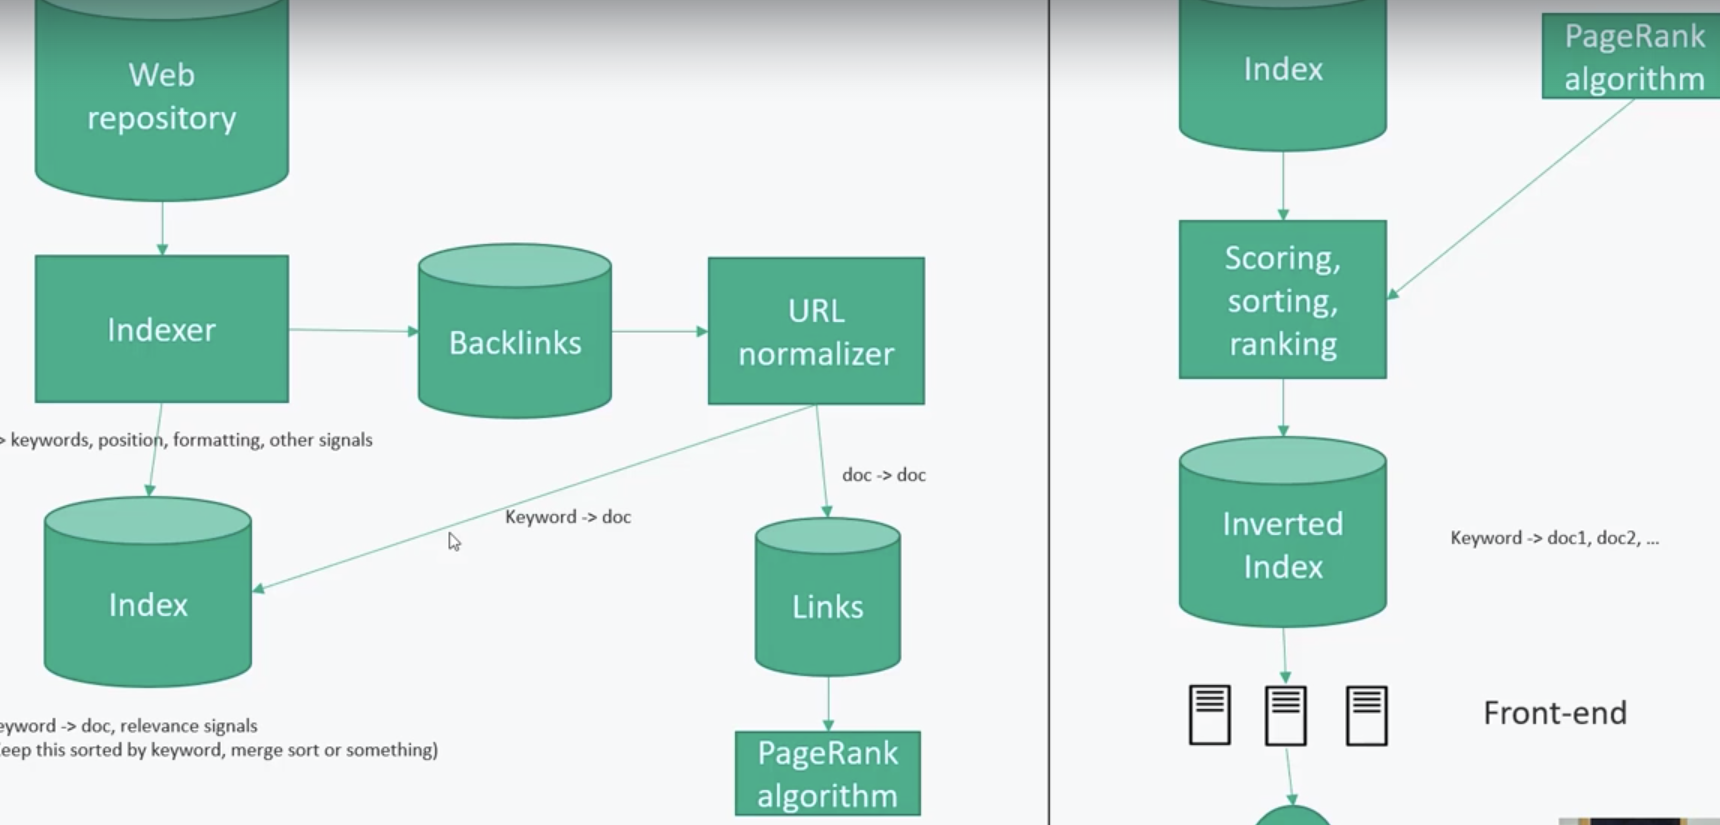 Web
repository
Indexer
Backlinks
URL
normalizer
> keywords, position, formatting, other signals
doc -> doc
Keyword -> doc
Index
Links
eyword -> doc, relevance signals
eep this sorted by keyword, merge sort or something)
PageRank
algorithm
Index
PageRank
algorithm
Scoring,
sorting,
ranking
Inverted
Index
Keyword -> doc1, doc2, ...
Front-end